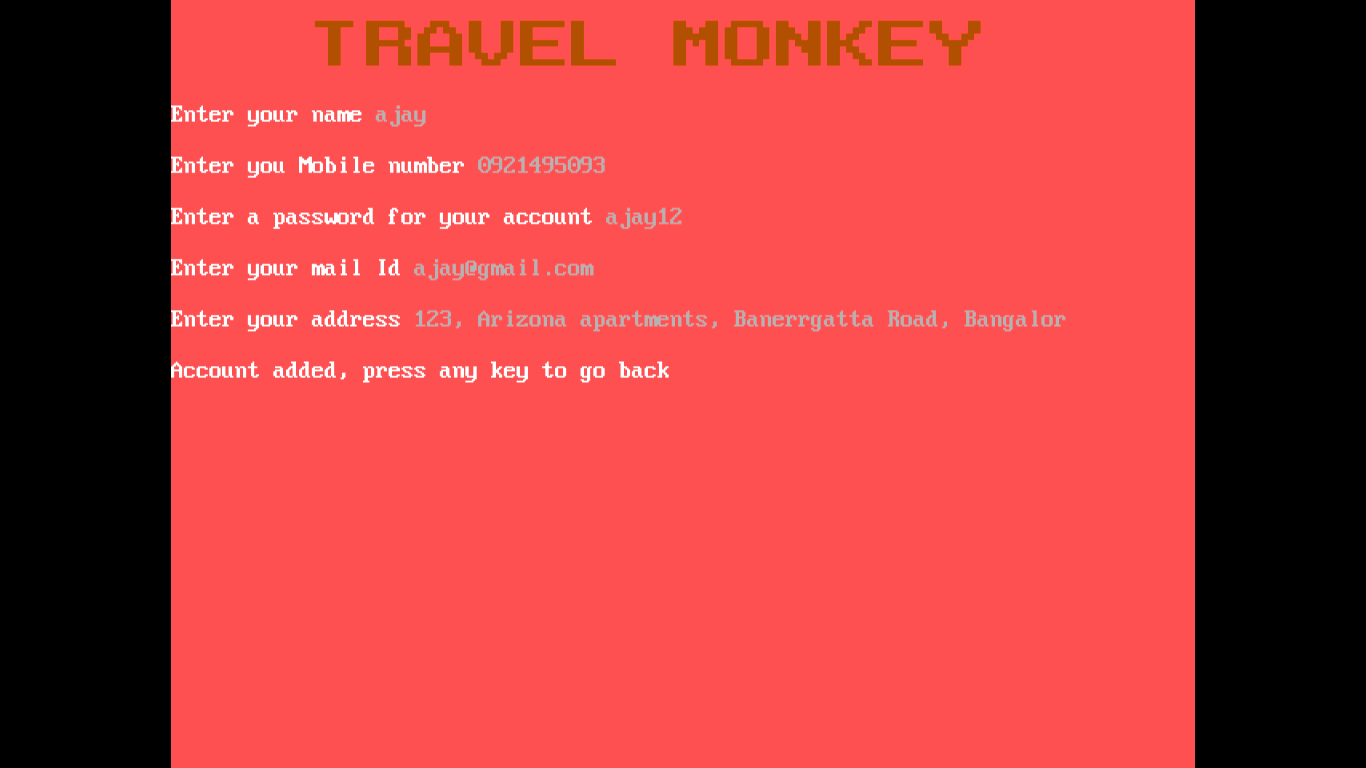 TRAVEL MONKEY
Enter your name ajay
Enter you Mobile number 0921495093
Enter a password for your account ajay12
Enter your mail Id ajay@gmail.com
Enter your address 123, Arizona apartments, Banerrgatta Road, Bangalor
Account added, press any key to go back